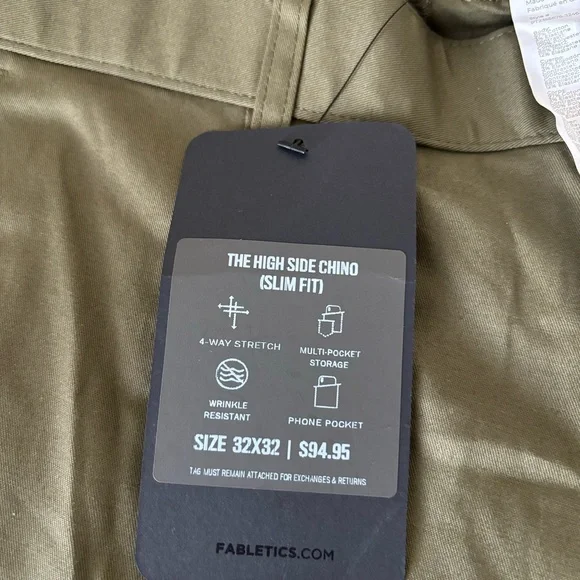 THE HIGH SIDE CHINO
(SLIM FIT)
4-WAY STRETCH
MULTI-POCKET
STORAGE
WRINKLE
RESISTANT
PHONE POCKET
SIZE 32X32 | $94.95
TAG MUST REMAIN ATTACHED FOR EXCHANGES & RETURNS
FABLETICS.COM